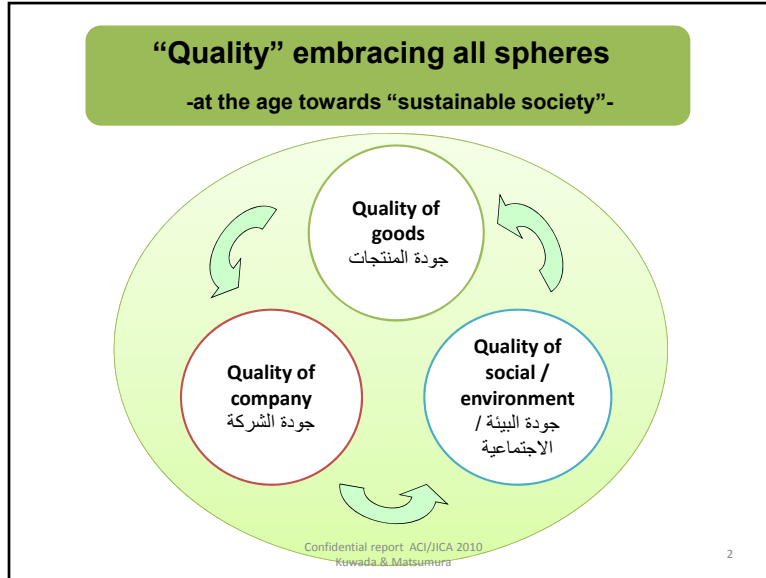 “Quality” embracing all spheres
-at the age towards “sustainable society”-
Quality of
goods
جودة المنتجات
Quality of
company
جودة الشركة
Quality of
social /
environment
جودة البيئة /
الاجتماعية
Confidential report ACI/JICA 2010
Kuwada & Matsumura
2